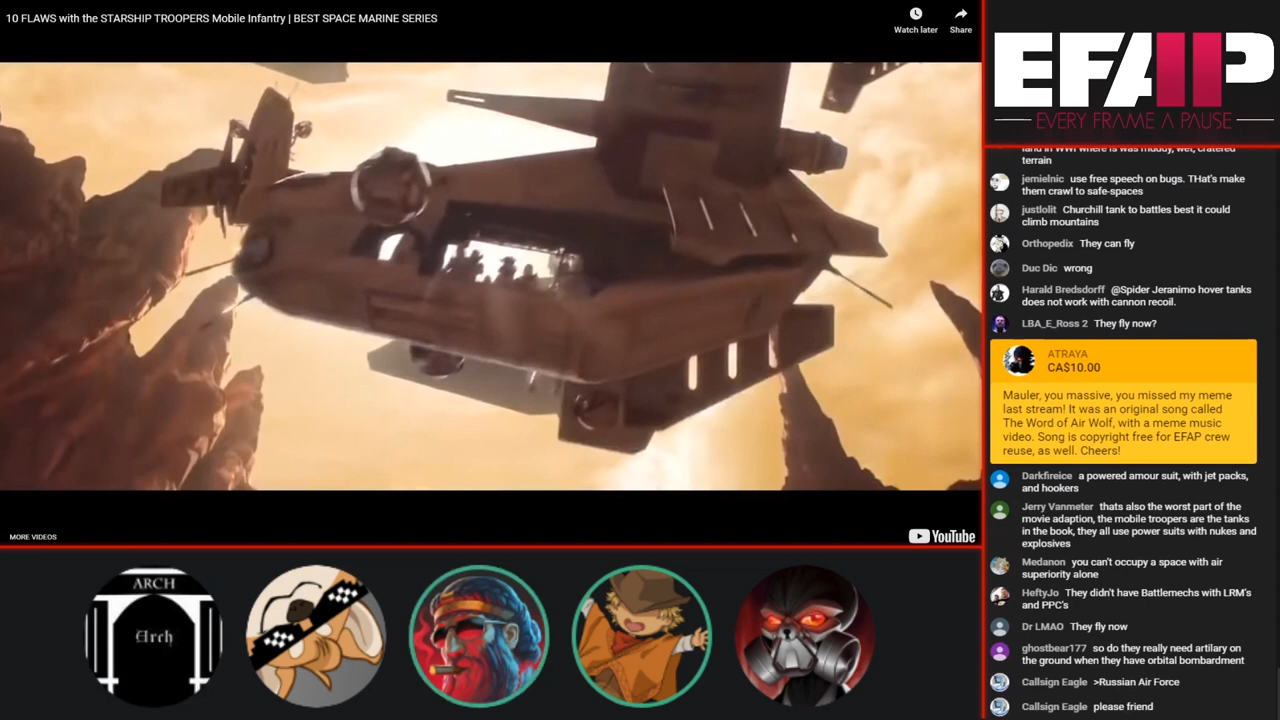 10 FLAWS with the STARSHIP TROOPERS Mobile Infantry | BEST SPACE MARINE SERIES
Watch later
Share
MORE VIDEOS
YouTube
ARCH
Arch
EFAP
EVERY FRAME A PAUSE
land in WWI where is was muddy, wet, cratered
terrain
jemielnic use free speech on bugs. THat's make
them crawl to safe-spaces
justlolit Churchill tank to battles best it could
climb mountains
Orthopedix They can fly
Duc Dic wrong
Harald Bredsdorff @Spider Jeranimo hover tanks
does not work with cannon recoil.
LBA_E_Ross 2 They fly now?
ATRAYA
CA$10.00
Mauler, you massive, you missed my meme
last stream! It was an original song called
The Word of Air Wolf, with a meme music
video. Song is copyright free for EFAP crew
reuse, as well. Cheers!
Darkfireice a powered amour suit, with jet packs,
and hookers
Jerry Vanmeter thats also the worst part of the
movie adaption, the mobile troopers are the tanks
in the book, they all use power suits with nukes and
explosives
Medanon you can't occupy a space with air
superiority alone
HeftyJo They didn't have Battlemechs with LRM's
and PPC's
Dr LMAO They fly now
ghostbear177 so do they really need artilary on
the ground when they have orbital bombardment
Callsign Eagle >Russian Air Force
Callsign Eagle please friend